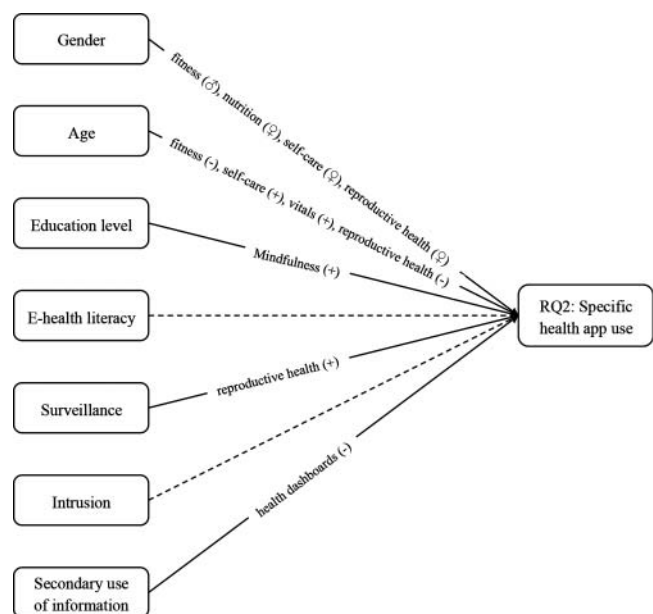 Gender
fitness (♂), nutrition (♀), self-care (♀), reproductive health (♀)
Age
fitness (-), self-care (+), vitals (+), reproductive health (-)
Education level
Mindfulness (+)
E-health literacy
RQ2: Specific
health app use
Surveillance
reproductive health (+)
Intrusion
health dashboards (-)
Secondary use
of information